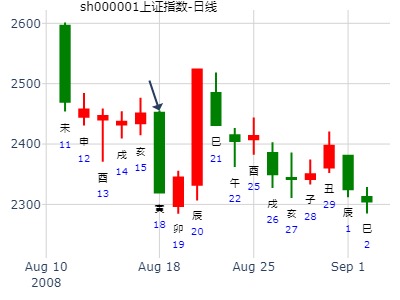 sh000001上证指数-日线
2600
2500
2400
2300
未
11
申
12
酉
13
戌
14
亥
15
寅
18
卯
19
辰
20
巳
21
午
22
酉
25
戌
26
亥
27
子
28
丑
29
辰
1
巳
2
Aug 10
2008
Aug 18
Aug 25
Sep 1